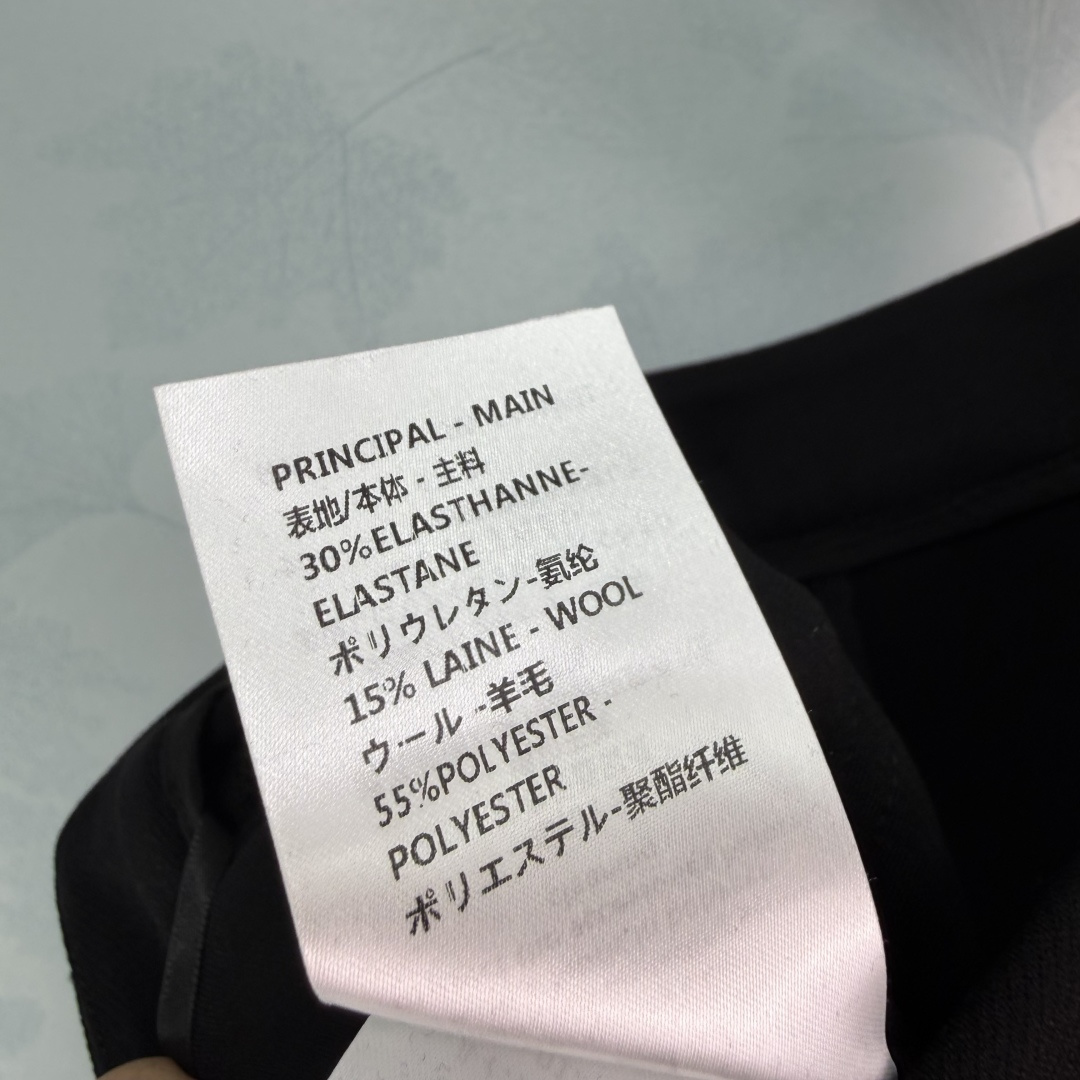 PRINCIPAL - MAIN
表地/本体 - 主料
30%ELASTHANNE-
ELASTANE
ポリウレタン-氨纶
15% LAINE - WOOL
ウール -羊毛
55%POLYESTER -
POLYESTER
ポリエステル-聚酯纤维